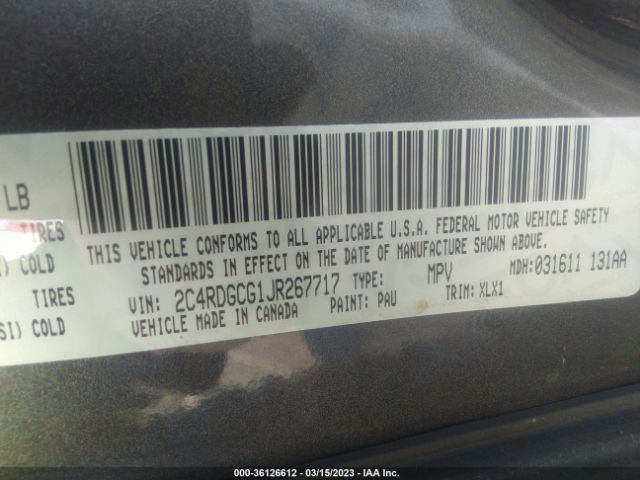 LB
TIRES
I) COLD
TIRES
SI) COLD
THIS VEHICLE CONFORMS TO ALL APPLICABLE U.S.A. FEDERAL MOTOR VEHICLE SAFETY
STANDARDS IN EFFECT ON THE DATE OF MANUFACTURE SHOWN ABOVE.
VIN: 2C4RDGCG1JR267717 TYPE: MPV MDH:031611 131AA
VEHICLE MADE IN CANADA PAINT: PAU TRIM: XLX1
000-36126612 - 03/15/2023 - IAA Inc.